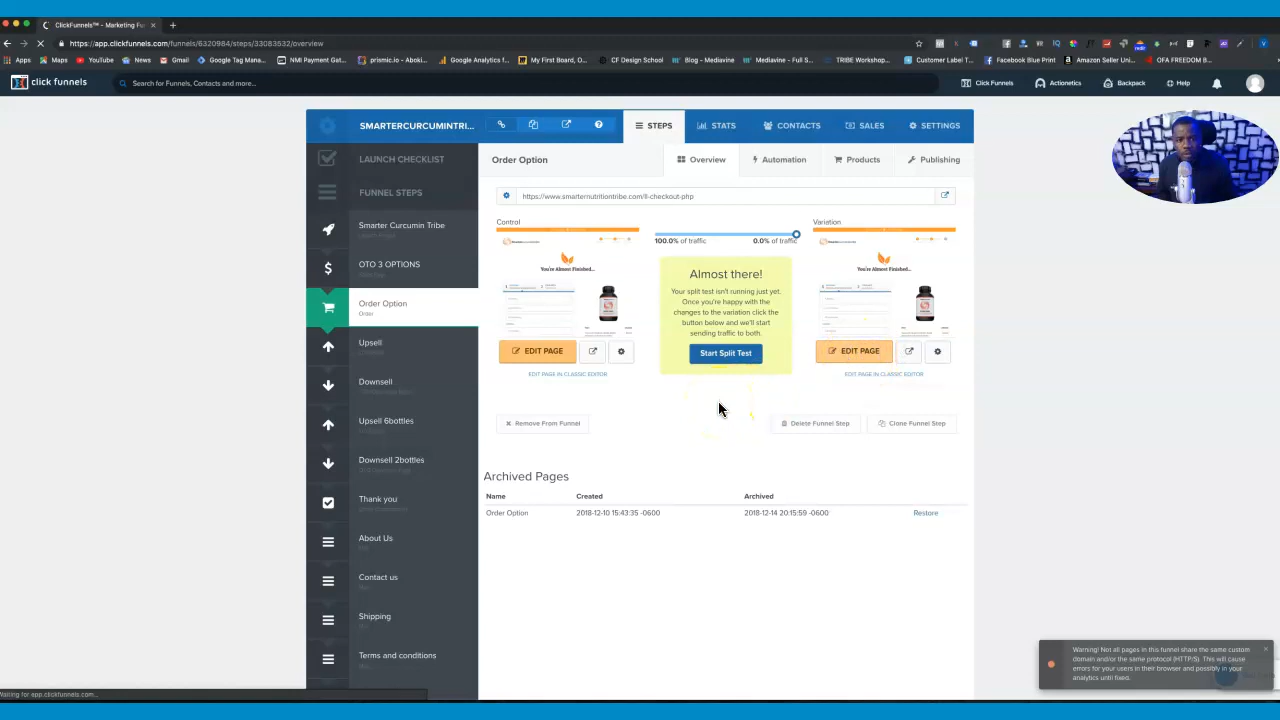 ClickFunnels™ - Marketing Fu
https://app.clickfunnels.com/funnels/6320984/steps/33083532/overview
Apps
Maps
YouTube
News
Gmail
Google Tag Mana...
NMI Payment Gat...
prismic.io - Aboki...
Google Analytics f...
My First Board, O...
CF Design School
Blog - Mediavine
Mediavine - Full S...
TRIBE Workshop...
Customer Label T...
Facebook Blue Print
Amazon Seller Uni...
OFA FREEDOM B...
click funnels
Search for Funnels, Contacts and more...
Click Funnels
Actionetics
Backpack
Help
SMARTERCURCUMINTRI...
STEPS
STATS
CONTACTS
SALES
SETTINGS
LAUNCH CHECKLIST
FUNNEL STEPS
Smarter Curcumin Tribe
OTO 3 OPTIONS
Order Option
Order
Upsell
Downsell
Upsell 6bottles
Downsell 2bottles
Thank you
About Us
Contact us
Shipping
Terms and conditions
Order Option
Overview
Automation
Products
Publishing
https://www.smarternutritiontribe.com/ll-checkout-php
Control
Variation
100.0% of traffic
0.0% of traffic
You're Almost Finished...
You're Almost Finished...
Almost there!
Your split test isn't running just yet.
Once you're happy with the
changes to the variation click the
button below and we'll start
sending traffic to both.
Start Split Test
EDIT PAGE
EDIT PAGE
EDIT PAGE IN CLASSIC EDITOR
EDIT PAGE IN CLASSIC EDITOR
Remove From Funnel
Delete Funnel Step
Clone Funnel Step
Archived Pages
Name Created Archived
Order Option 2018-12-10 15:43:35 -0600 2018-12-14 20:15:59 -0600 Restore
Warning! Not all pages in this funnel share the same custom
domain and/or the same protocol (HTTP/S). This will cause
errors for your users in their browser and possibly in your
analytics until fixed.
Waiting for app.clickfunnels.com...